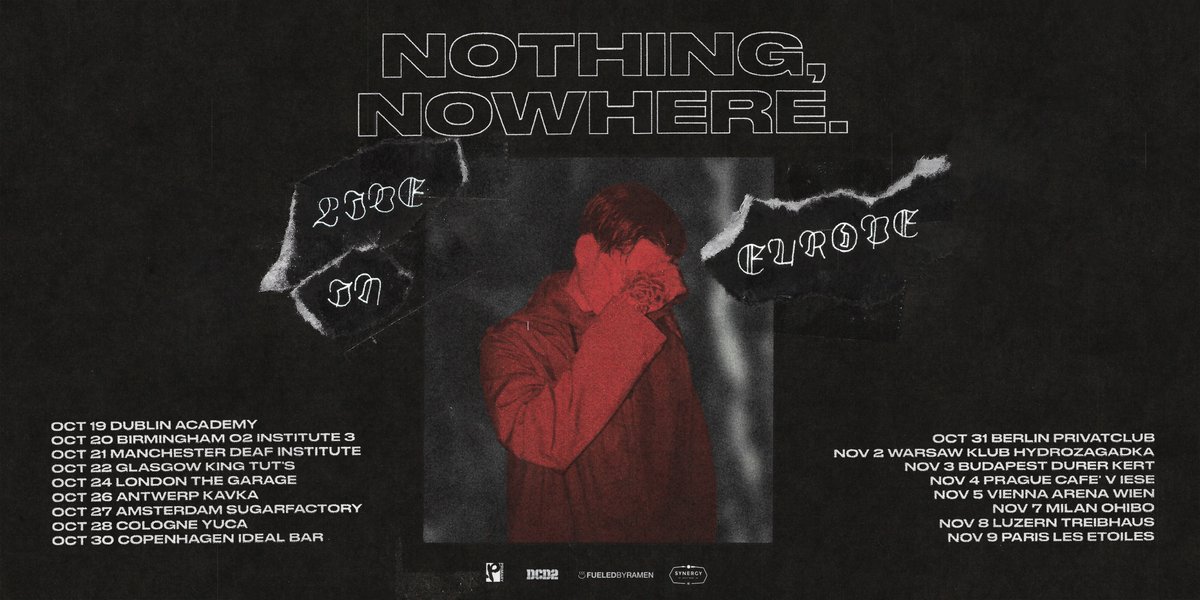 NOTHING,
NOWHERE.
LIVE
IN
EUROPE
OCT 19 DUBLIN ACADEMY
OCT 20 BIRMINGHAM O2 INSTITUTE 3
OCT 21 MANCHESTER DEAF INSTITUTE
OCT 22 GLASGOW KING TUT'S
OCT 24 LONDON THE GARAGE
OCT 26 ANTWERP KAVKA
OCT 27 AMSTERDAM SUGARFACTORY
OCT 28 COLOGNE YUCA
OCT 30 COPENHAGEN IDEAL BAR
OCT 31 BERLIN PRIVATCLUB
NOV 2 WARSAW KLUB HYDROZAGADKA
NOV 3 BUDAPEST DURER KERT
NOV 4 PRAGUE CAFE' V IESE
NOV 5 VIENNA ARENA WIEN
NOV 7 MILAN OHIBO
NOV 8 LUZERN TREIBHAUS
NOV 9 PARIS LES ETOILES
DCD2
FUELEDBYRAMEN
SYNERGY